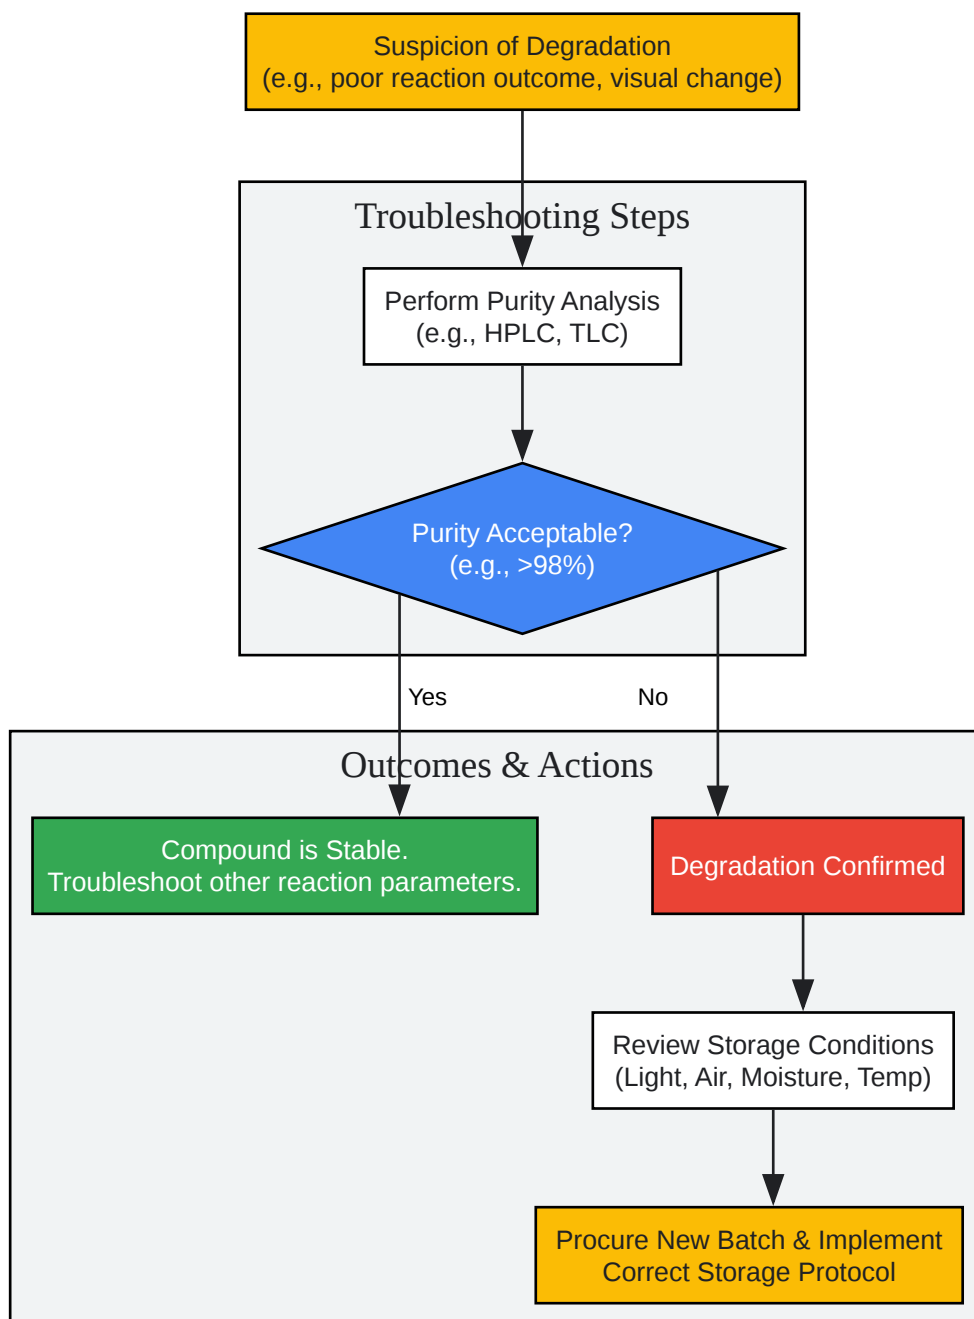 Suspicion of Degradation
(e.g., poor reaction outcome, visual change)
Troubleshooting Steps
Perform Purity Analysis
(e.g., HPLC, TLC)
Purity Acceptable?
(e.g., >98%)
Yes
No
Outcomes & Actions
Compound is Stable.
Troubleshoot other reaction parameters.
Degradation Confirmed
Review Storage Conditions
(Light, Air, Moisture, Temp)
Procure New Batch & Implement
Correct Storage Protocol